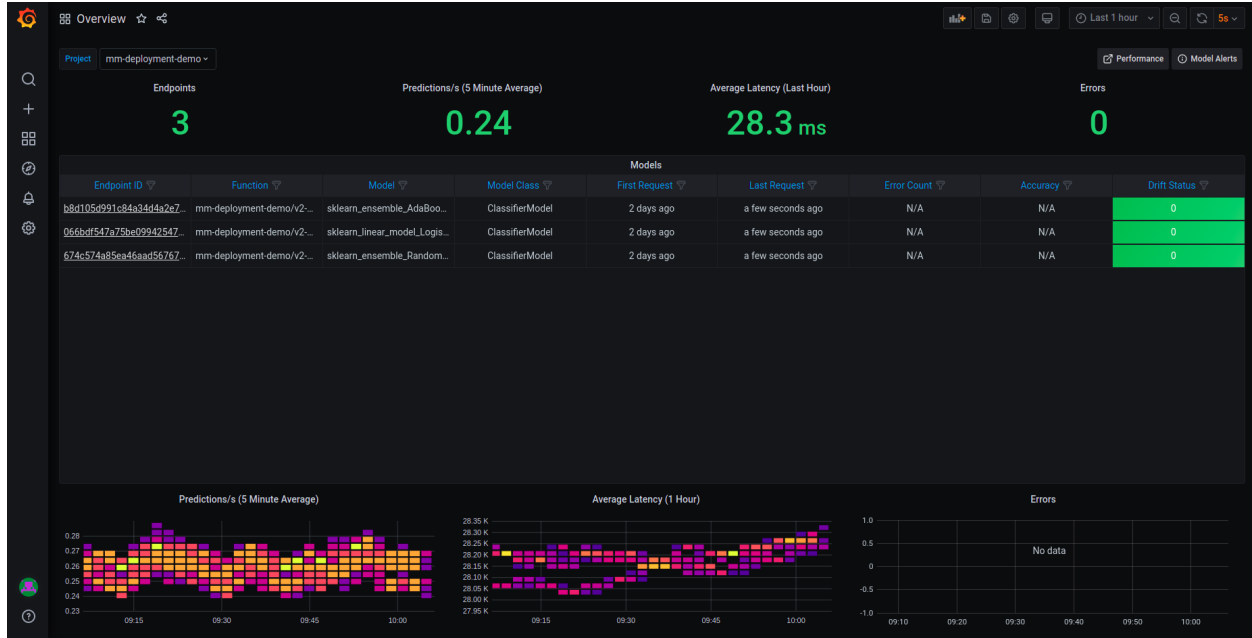 Overview
Last 1 hour
5s
Project mm-deployment-demo
Performance
Model Alerts
Endpoints
3
Predictions/s (5 Minute Average)
0.24
Average Latency (Last Hour)
28.3 ms
Errors
0
Models
Endpoint ID Function Model Model Class First Request Last Request Error Count Accuracy Drift Status
b8d105d991c84a34d4a2e7... mm-deployment-demo/v2-... sklearn_ensemble_AdaBoo... ClassifierModel 2 days ago a few seconds ago N/A N/A 0
066bdf547a75be09942547... mm-deployment-demo/v2-... sklearn_linear_model_Logis... ClassifierModel 2 days ago a few seconds ago N/A N/A 0
674c574a85ea46aad56767... mm-deployment-demo/v2-... sklearn_ensemble_Random... ClassifierModel 2 days ago a few seconds ago N/A N/A 0
Predictions/s (5 Minute Average)
0.28
0.27
0.26
0.25
0.24
0.23
09:15 09:30 09:45 10:00
Average Latency (1 Hour)
28.35 K
28.30 K
28.25 K
28.20 K
28.15 K
28.10 K
28.05 K
28.00 K
27.95 K
09:15 09:30 09:45 10:00
Errors
1.0
0.5
0
-0.5
-1.0
No data
09:10 09:20 09:30 09:40 09:50 10:00